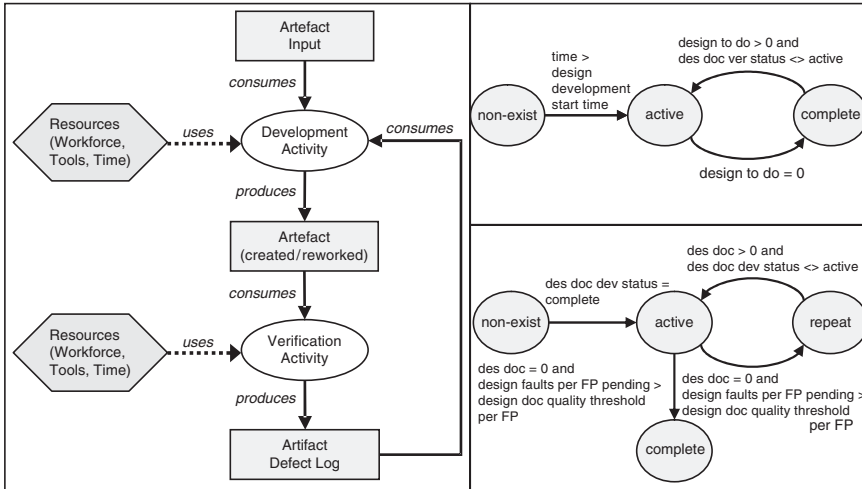 Artefact
Input
consumes
Resources
(Workforce,
Tools, Time)
uses
Development
Activity
consumes
produces
Artefact
(created/reworked)
consumes
Resources
(Workforce,
Tools, Time)
uses
Verification
Activity
produces
Artifact
Defect Log
design to do > 0 and
des doc ver status <> active
time >
design
development
start time
non-exist
active
complete
design to do = 0
des doc > 0 and
des doc dev status <> active
des doc dev status =
complete
non-exist
active
repeat
des doc = 0 and
design faults per FP pending >
design doc quality threshold
per FP
des doc = 0 and
design faults per FP pending >
design doc quality threshold
per FP
complete